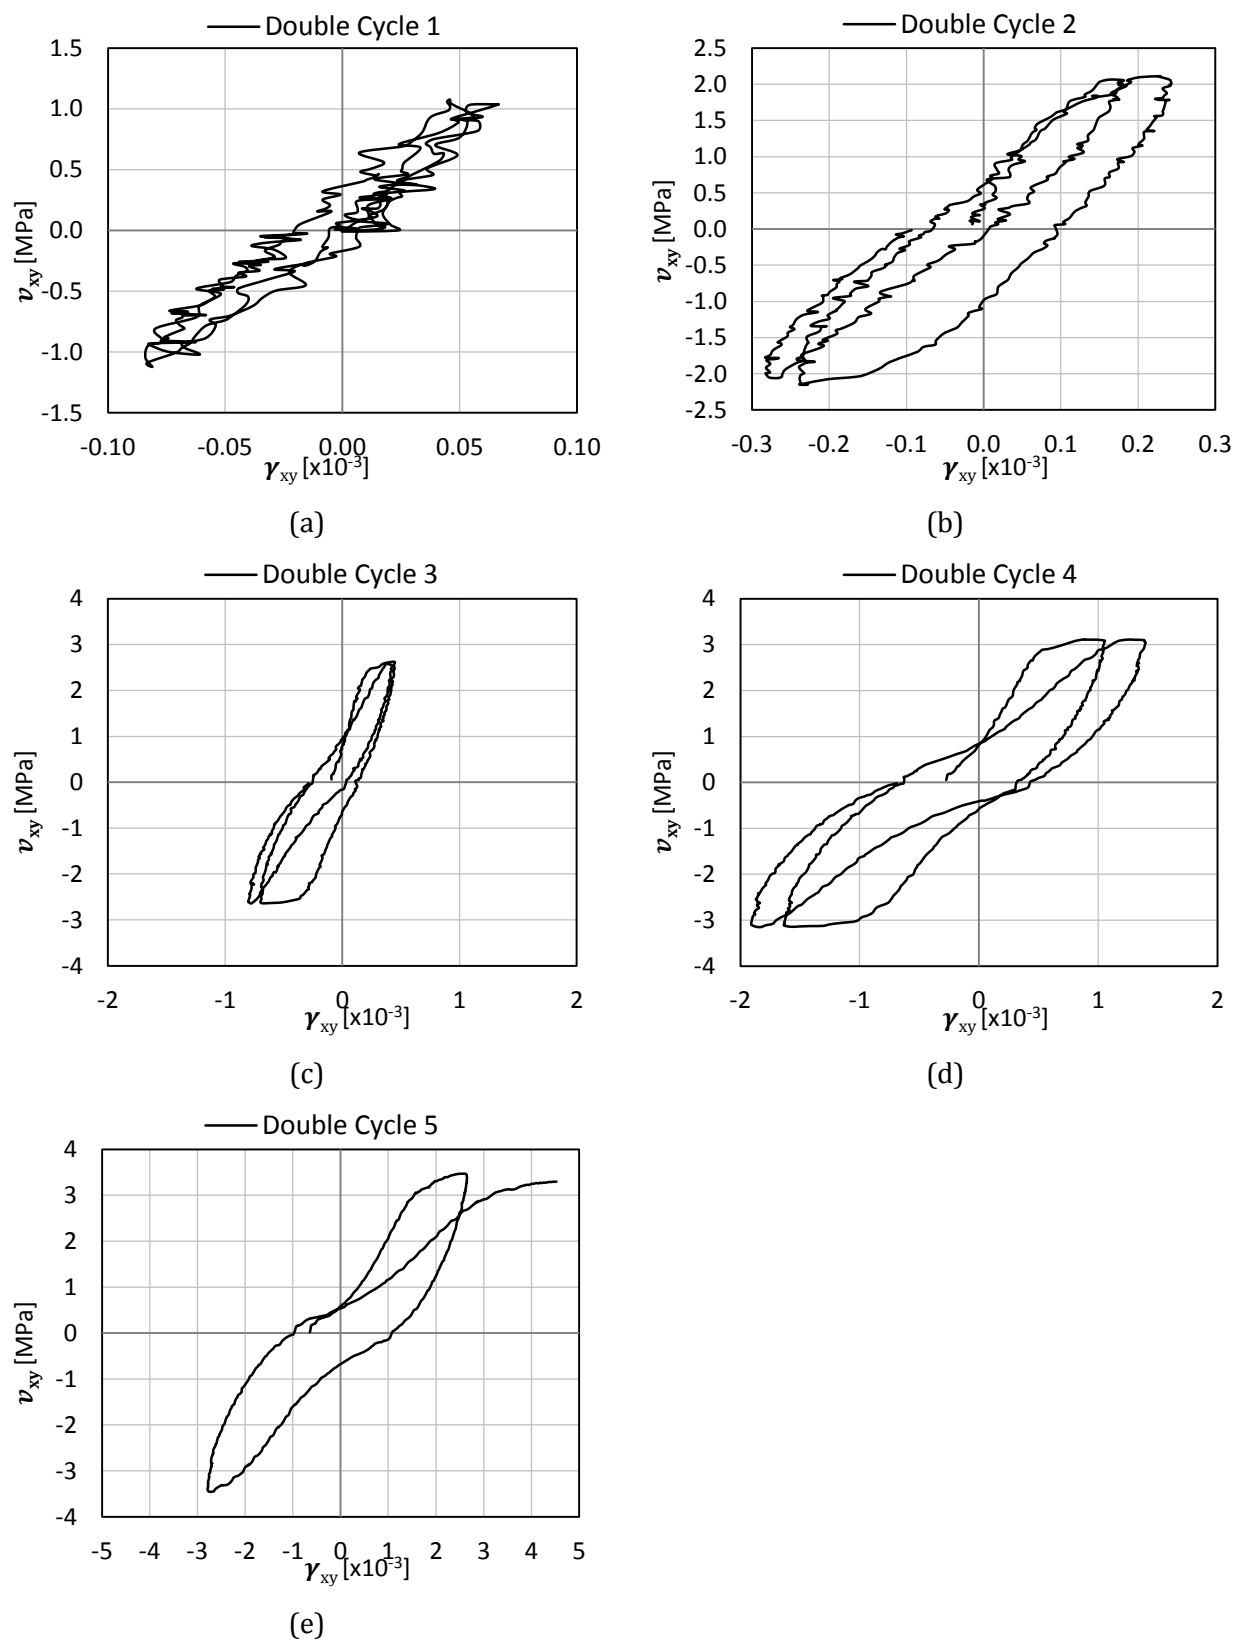 Double Cycle 1
1.5
1.0
0.5
0.0
-0.5
-1.0
-1.5
v_xy [MPa]
-0.10 -0.05 0.00 0.05 0.10
γ_xy [x10^-3]
(a)
Double Cycle 2
2.5
2.0
1.5
1.0
0.5
0.0
-0.5
-1.0
-1.5
-2.0
-2.5
v_xy [MPa]
-0.3 -0.2 -0.1 0.0 0.1 0.2 0.3
γ_xy [x10^-3]
(b)
Double Cycle 3
4
3
2
1
0
-1
-2
-3
-4
v_xy [MPa]
-2 -1 0 1 2
γ_xy [x10^-3]
(c)
Double Cycle 4
4
3
2
1
0
-1
-2
-3
-4
v_xy [MPa]
-2 -1 0 1 2
γ_xy [x10^-3]
(d)
Double Cycle 5
4
3
2
1
0
-1
-2
-3
-4
v_xy [MPa]
-5 -4 -3 -2 -1 0 1 2 3 4 5
γ_xy [x10^-3]
(e)